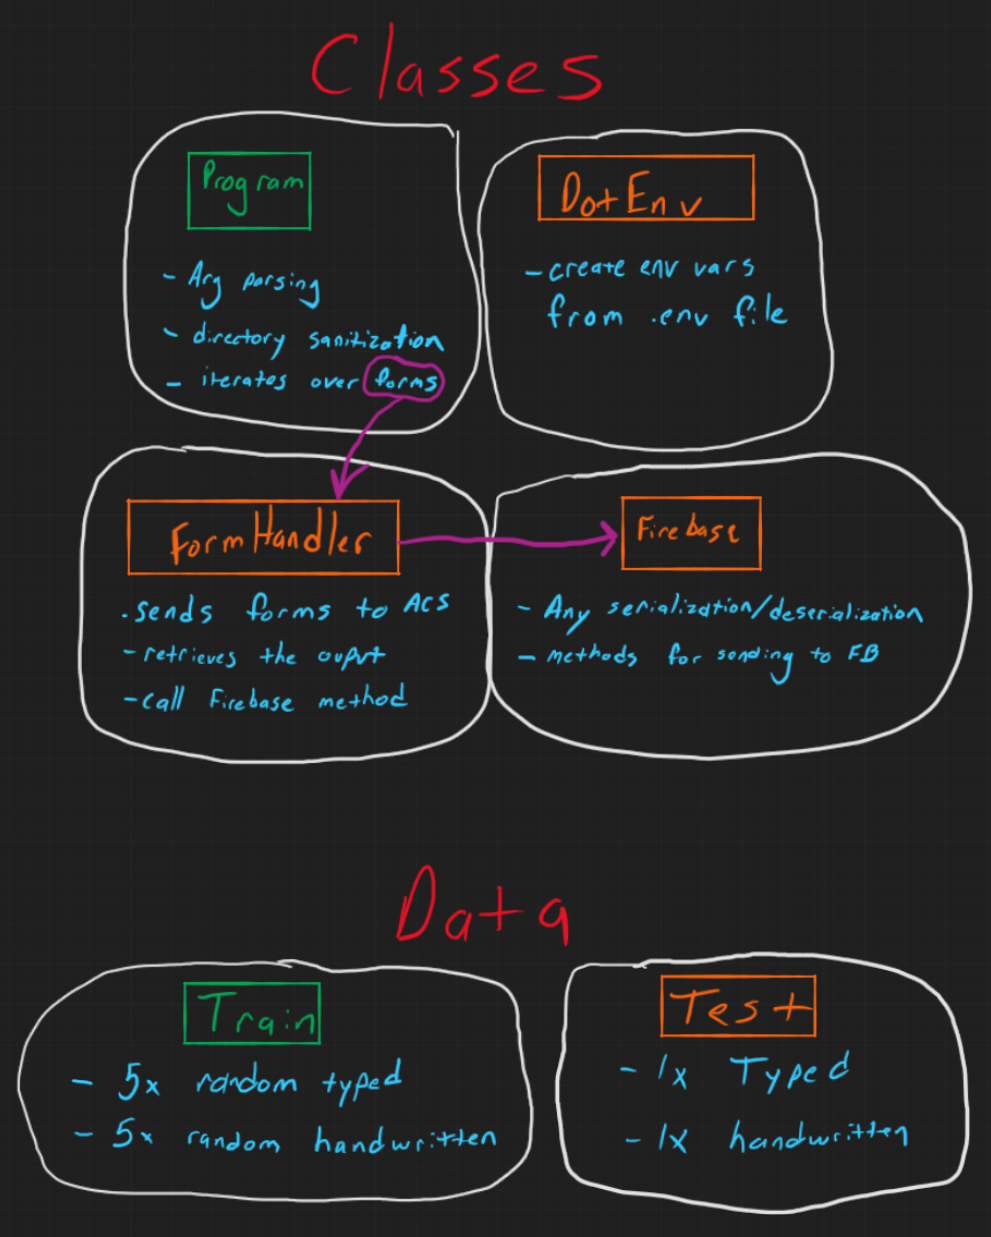 Classes
Program
- Arg parsing
- directory sanitization
- iterates over forms
DotEnv
- create env vars
from .env file
FormHandler
. sends forms to ACS
- retrieves the ouput
- call Firebase method
Firebase
- Any serialization/deserialization
- methods for sending to FB
Data
Train
- 5x random typed
- 5x random handwritten
Test
- 1x Typed
- 1x handwritten